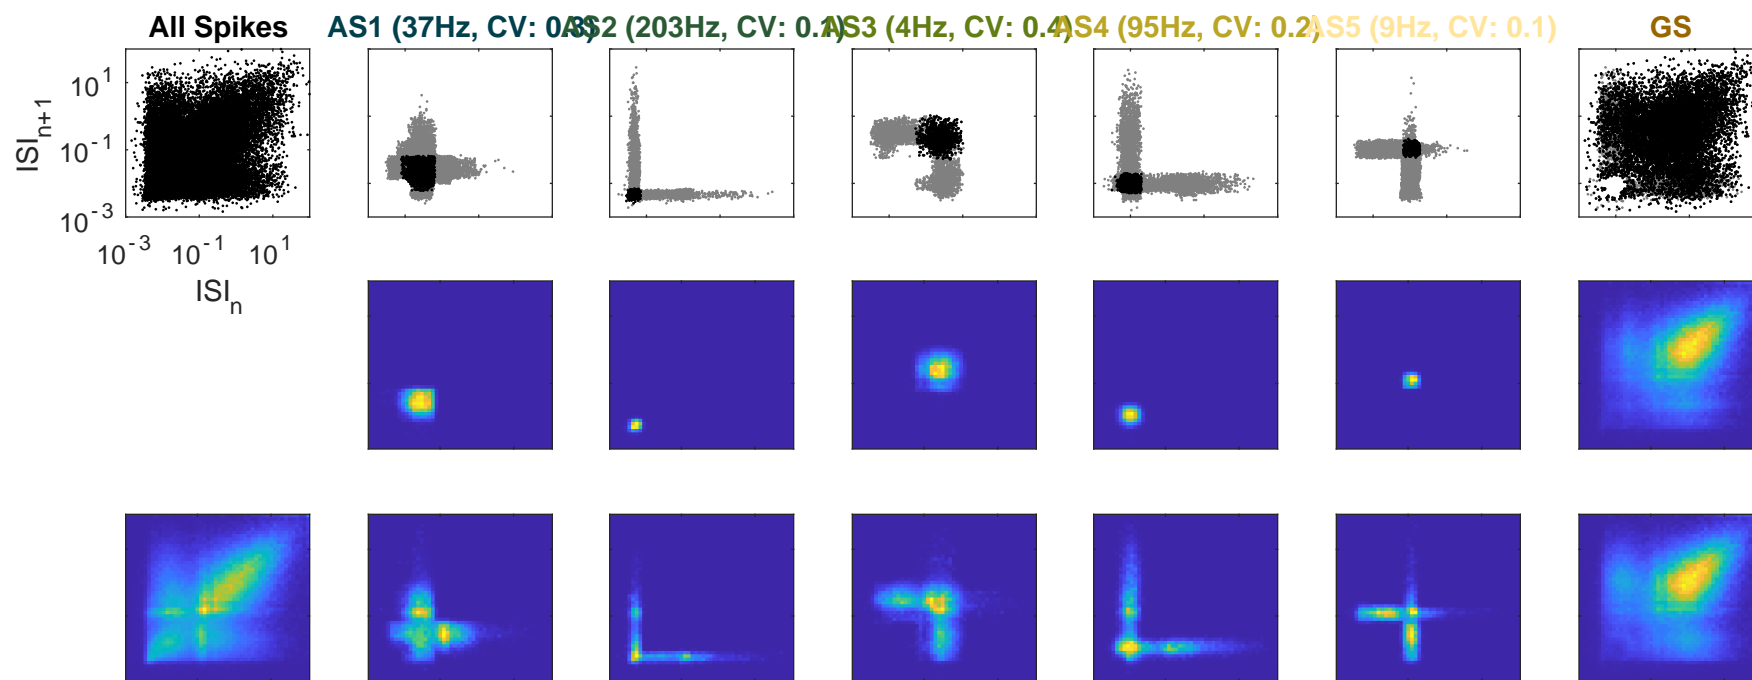 All Spikes
AS1 (37Hz, CV: 0.3)
AS2 (203Hz, CV: 0.1)
AS3 (4Hz, CV: 0.4)
AS4 (95Hz, CV: 0.2)
AS5 (9Hz, CV: 0.1)
GS
ISI_{n+1}
10^1
10^{-1}
10^{-3}
10^{-3} 10^{-1} 10^1
ISI_n